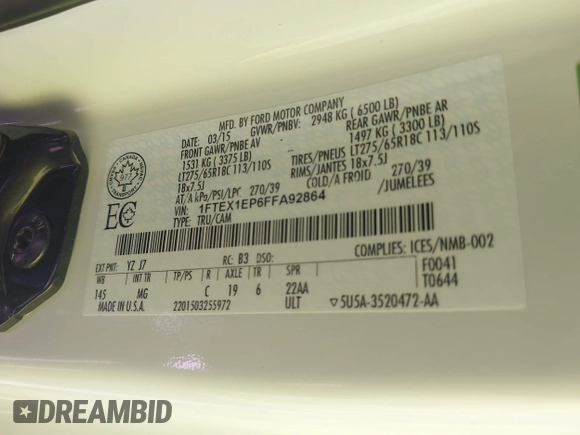 MFD. BY FORD MOTOR COMPANY
DATE: 03/15 GVWR/PNBV: 2948 KG ( 6500 LB)
FRONT GAWR/PNBE AV REAR GAWR/PNBE AR
1531 KG ( 3375 LB) 1497 KG ( 3300 LB)
LT275/65R18C 113/110S TIRES/PNEUS LT275/65R18C 113/110S
18x7.5J RIMS/JANTES 18x7.5J
AT/A kPa/PSI/LPC 270/39 COLD/A FROID 270/39
VIN: 1FTEX1EP6FFA92864 /JUMELEES
TYPE: TRU/CAM
CANADA
977
EC
COMPLIES: ICES/NMB-002
EXT PNT: YZ J7 RC: B3 DSO: F0041
WB INT TR TP/PS R AXLE TR SPR T0644
145 MG C 19 6 22AA
MADE IN U.S.A. 2201503255972 ULT ▽5U5A-3520472-AA
DREAMBID